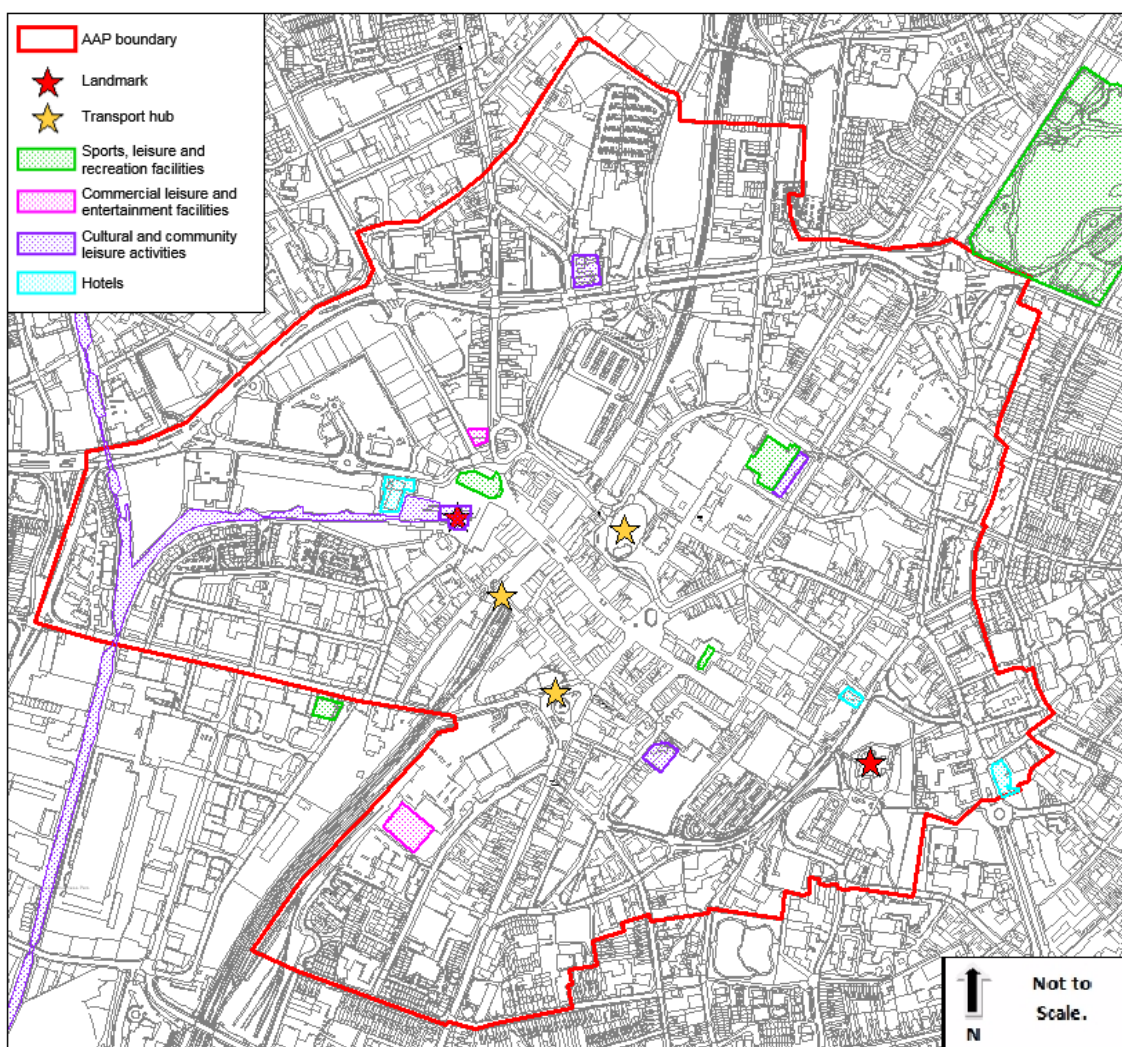 AAP boundary
Landmark
Transport hub
Sports, leisure and
recreation facilities
Commercial leisure and
entertainment facilities
Cultural and community
leisure activities
Hotels
Not to
Scale.
N